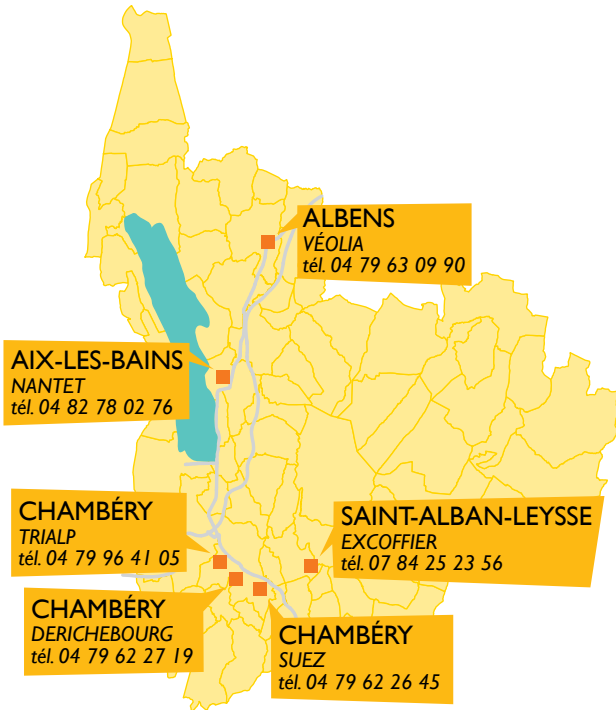 ALBENS
VÉOLIA
tél. 04 79 63 09 90
AIX-LES-BAINS
NANTET
tél. 04 82 78 02 76
CHAMBÉRY
TRIALP
tél. 04 79 96 41 05
SAINT-ALBAN-LEYSSE
EXCOFFIER
tél. 07 84 25 23 56
CHAMBÉRY
DERICHEBOURG
tél. 04 79 62 27 19
CHAMBÉRY
SUEZ
tél. 04 79 62 26 45